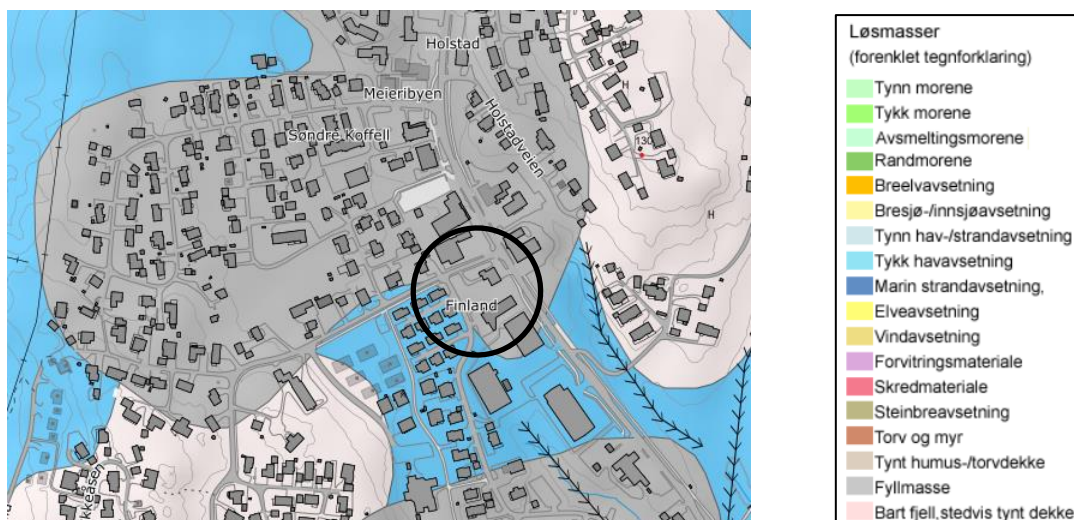 Holstad
Meieribyen
Holstadveien
Søndre Koffell
130
H
H
Finland
kkeåsen
Løsmasser
(forenklet tegnforklaring)
Tynn morene
Tykk morene
Avsmeltingsmorene
Randmorene
Breelvavsetning
Bresjø-/innsjøavsetning
Tynn hav-/strandavsetning
Tykk havavsetning
Marin strandavsetning,
Elveavsetning
Vindavsetning
Forvitringsmateriale
Skredmateriale
Steinbreavsetning
Torv og myr
Tynt humus-/torvdekke
Fyllmasse
Bart fjell,stedvis tynt dekke